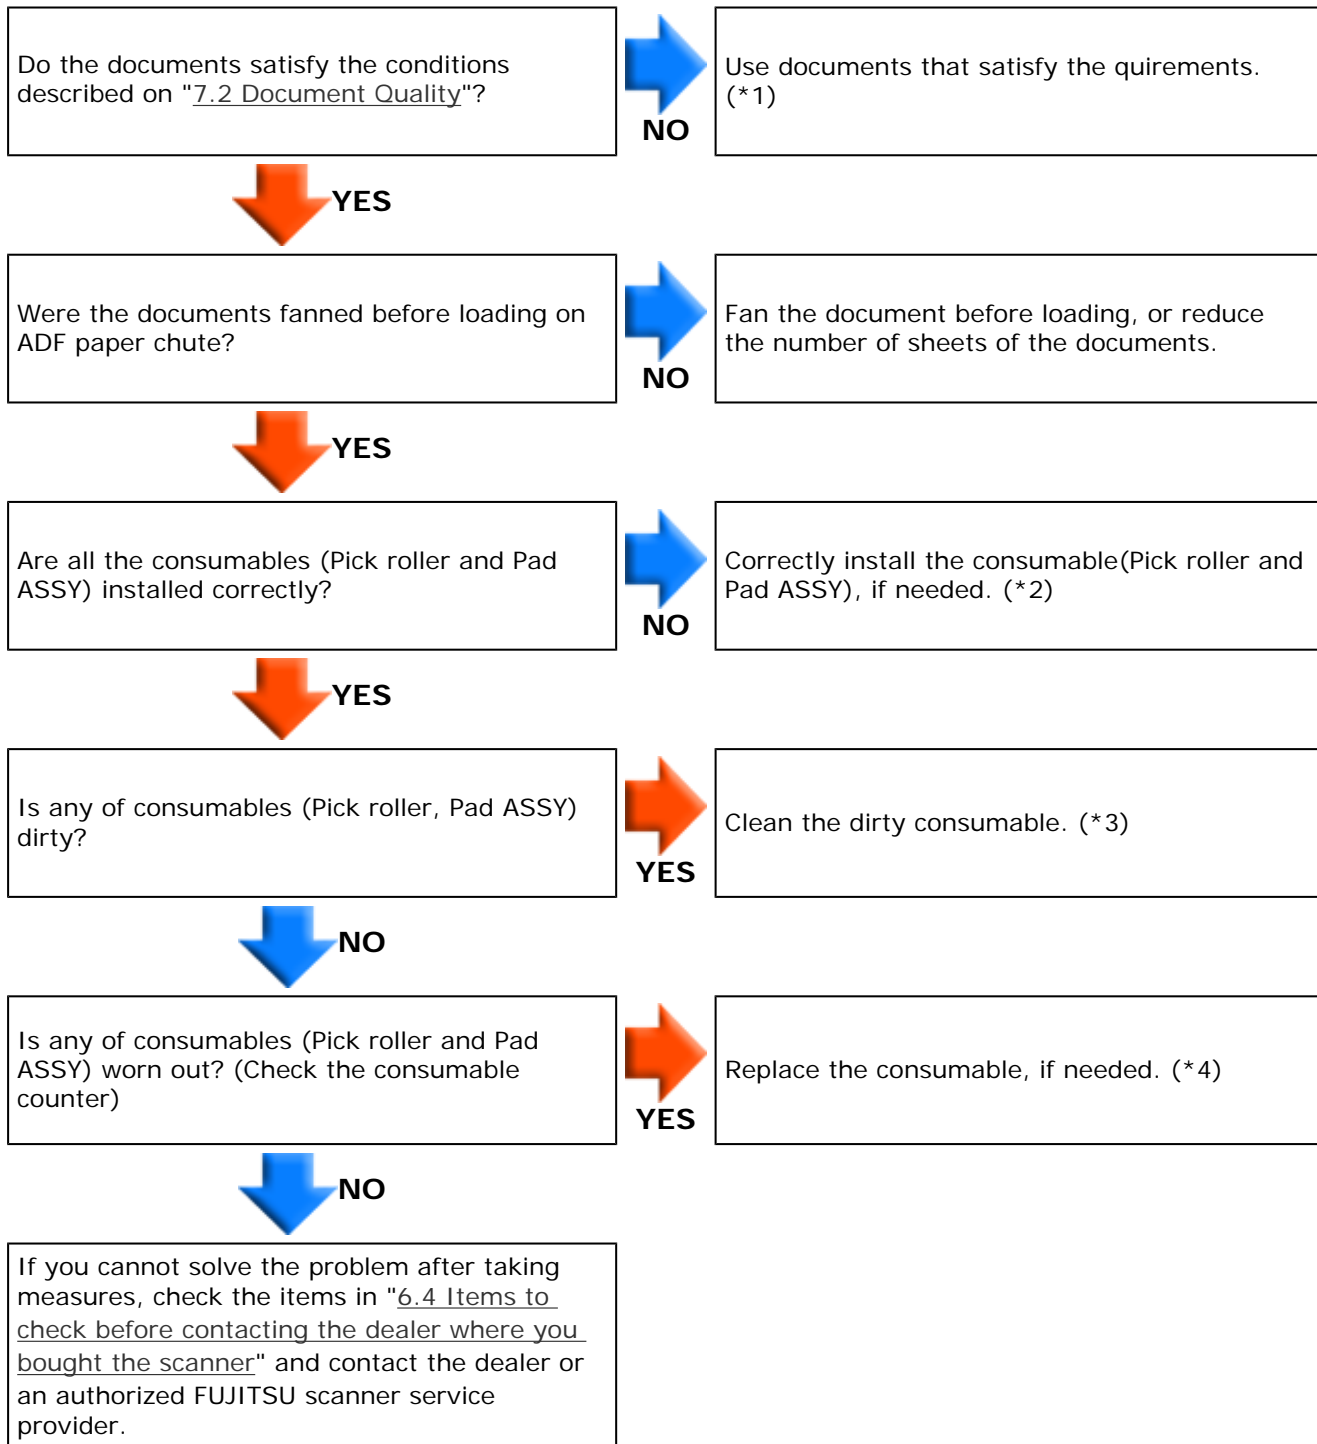 Do the documents satisfy the conditions
described on "7.2 Document Quality"?
NO
Use documents that satisfy the quirements.
(*1)
YES
Were the documents fanned before loading on
ADF paper chute?
NO
Fan the document before loading, or reduce
the number of sheets of the documents.
YES
Are all the consumables (Pick roller and Pad
ASSY) installed correctly?
NO
Correctly install the consumable(Pick roller and
Pad ASSY), if needed. (*2)
YES
Is any of consumables (Pick roller, Pad ASSY)
dirty?
YES
Clean the dirty consumable. (*3)
NO
Is any of consumables (Pick roller and Pad
ASSY) worn out? (Check the consumable
counter)
YES
Replace the consumable, if needed. (*4)
NO
If you cannot solve the problem after taking
measures, check the items in "6.4 Items to
check before contacting the dealer where you
bought the scanner" and contact the dealer or
an authorized FUJITSU scanner service
provider.